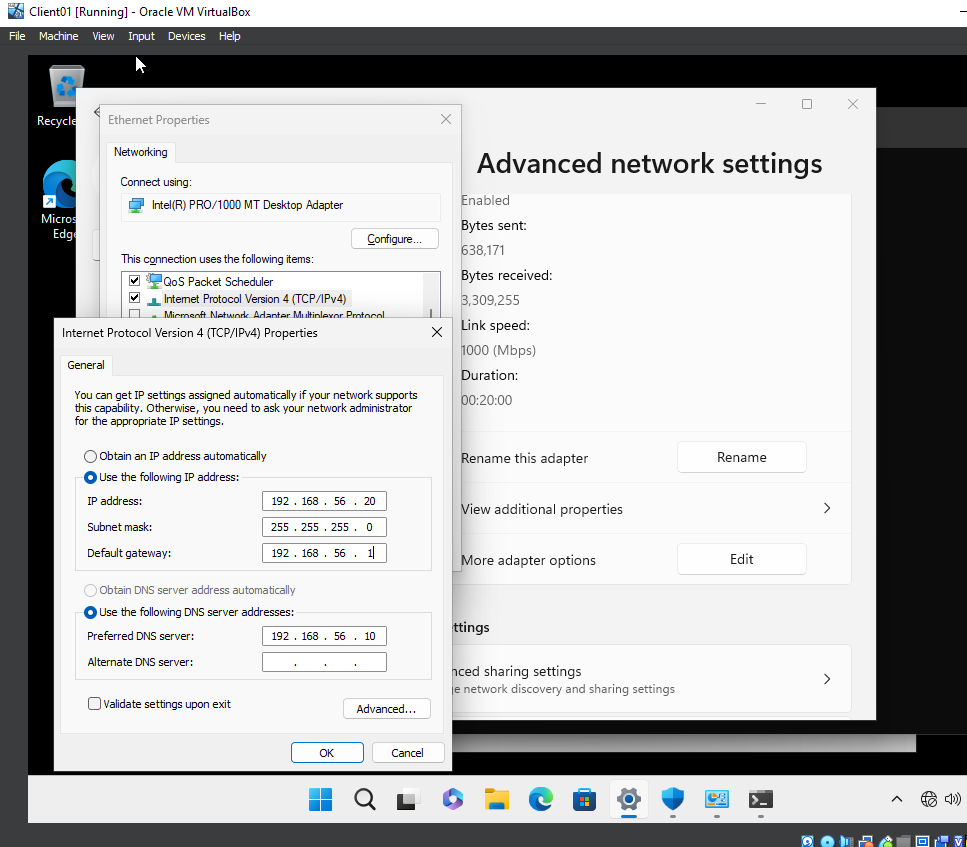 Client01 [Running] - Oracle VM VirtualBox
File Machine View Input Devices Help
Recycle
Micros
Edge
Ethernet Properties
Networking
Connect using:
Intel(R) PRO/1000 MT Desktop Adapter
Configure...
This connection uses the following items:
QoS Packet Scheduler
Internet Protocol Version 4 (TCP/IPv4)
Microsoft Network Adapter Multiplexor Protocol
Internet Protocol Version 4 (TCP/IPv4) Properties
General
You can get IP settings assigned automatically if your network supports
this capability. Otherwise, you need to ask your network administrator
for the appropriate IP settings.
Obtain an IP address automatically
Use the following IP address:
IP address: 192 . 168 . 56 . 20
Subnet mask: 255 . 255 . 255 . 0
Default gateway: 192 . 168 . 56 . 1
Obtain DNS server address automatically
Use the following DNS server addresses:
Preferred DNS server: 192 . 168 . 56 . 10
Alternate DNS server: . . .
Validate settings upon exit
Advanced...
OK Cancel
Advanced network settings
Enabled
Bytes sent:
638,171
Bytes received:
3,309,255
Link speed:
1000 (Mbps)
Duration:
00:20:00
Rename this adapter Rename
View additional properties
More adapter options Edit
ettings
nced sharing settings
ge network discovery and sharing settings